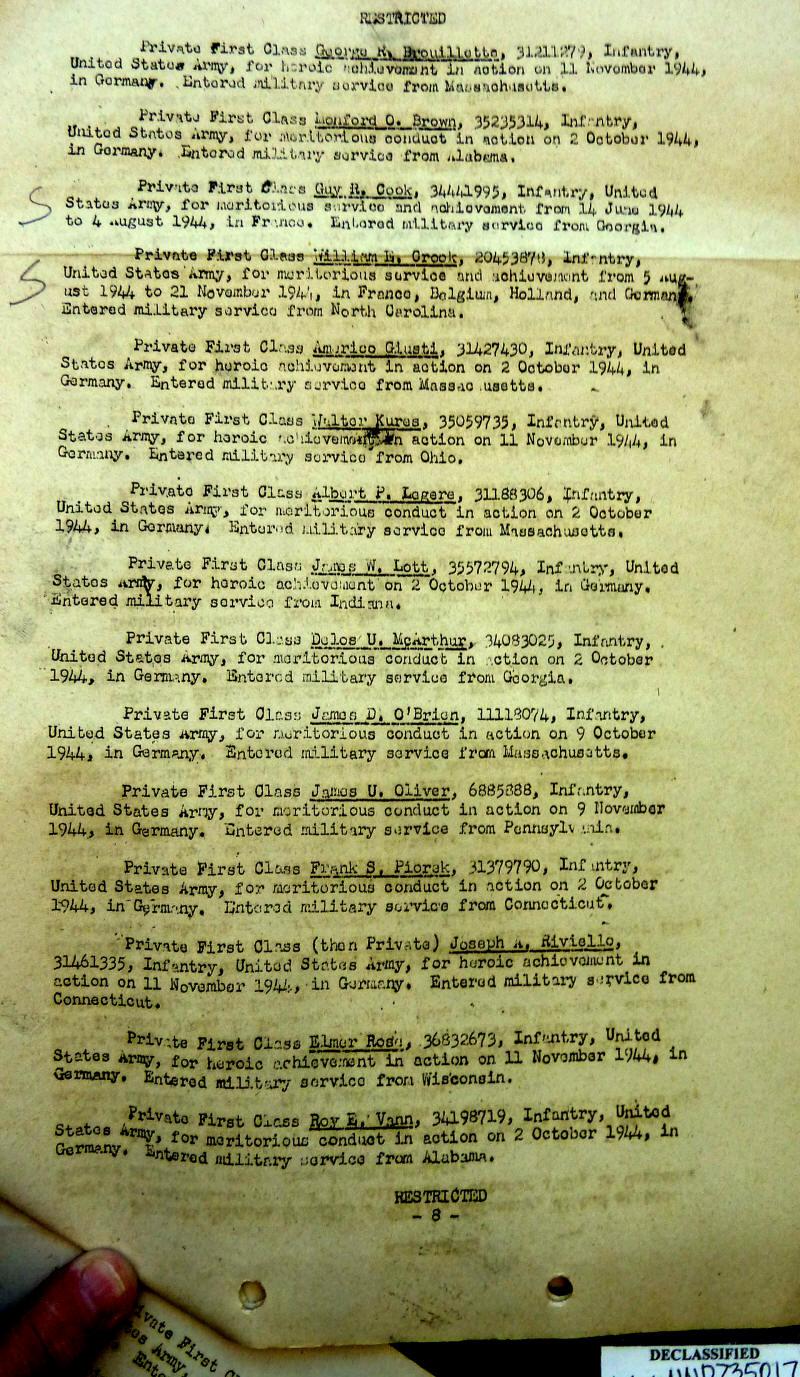 RESTRICTED
Private First Class George R. Brouillette, 31211279, Infantry,
United States Army, for heroic achievement in action on 11 November 1944,
in Germany. Entered military service from Massachusetts.
Private First Class Lonford O. Brown, 35235314, Infantry,
United States Army, for meritorious conduct in action on 2 October 1944,
in Germany. Entered military service from Alabama.
Private First Class Guy R. Cook, 34441995, Infantry, United
States Army, for meritorious service and achievement from 14 June 1944
to 4 August 1944, in France. Entered military service from Georgia.
Private First Class William Crook, Infantry,
United States Army, for meritorious service and achievement from 5 Aug-
ust 1944 to 21 November 1944, in France, Belgium, Holland, and Germany.
Entered military service from North Carolina.
Private First Class Americo Giusti, 31427430, Infantry, United
States Army, for heroic achievement in action on 2 October 1944, in
Germany. Entered military service from Massachusetts.
Private First Class Walter Kures, 35059735, Infantry, United
States Army, for heroic achievement in action on 11 November 1944, in
Germany. Entered military service from Ohio.
Private First Class Albert P. Lagere, 31188306, Infantry,
United States Army, for meritorious conduct in action on 2 October
1944, in Germany. Entered military service from Massachusetts.
Private First Class James W. Lott, 35572794, Infantry, United
States Army, for heroic achievement on 2 October 1944, in Germany.
Entered military service from Indiana.
Private First Class Delos U. McArthur, 34083025, Infantry,
United States Army, for meritorious conduct in action on 2 October
1944, in Germany. Entered military service from Georgia.
Private First Class James D. O'Brien, 11118074, Infantry,
United States Army, for meritorious conduct in action on 9 October
1944, in Germany. Entered military service from Massachusetts.
Private First Class James U. Oliver, 6885888, Infantry,
United States Army, for meritorious conduct in action on 9 November
1944, in Germany. Entered military service from Pennsylvania.
Private First Class Frank S. Piorek, 31379790, Infantry,
United States Army, for meritorious conduct in action on 2 October
1944, in Germany. Entered military service from Connecticut.
Private First Class (then Private) Joseph A. Riviello,
31461335, Infantry, United States Army, for heroic achievement in
action on 11 November 1944, in Germany. Entered military service from
Connecticut.
Private First Class Elmer 36832673, Infantry, United
States Army, for heroic achievement in action on 11 November 1944, in
Germany. Entered military service from Wisconsin.
Private First Class Roy E. Vann, 34198719, Infantry, United
States Army, for meritorious conduct in action on 2 October 1944, in
Germany. Entered military service from Alabama.
RESTRICTED
- 8 -
DECLASSIFIED
NND735017